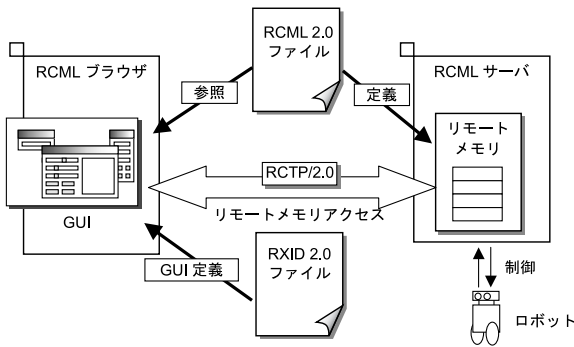 RCML 2.0
ファイル
RCML ブラウザ
RCML サーバ
参照
定義
リモート
メモリ
RCTP/2.0
リモートメモリアクセス
GUI
GUI 定義
RXID 2.0
ファイル
制御
ロボット